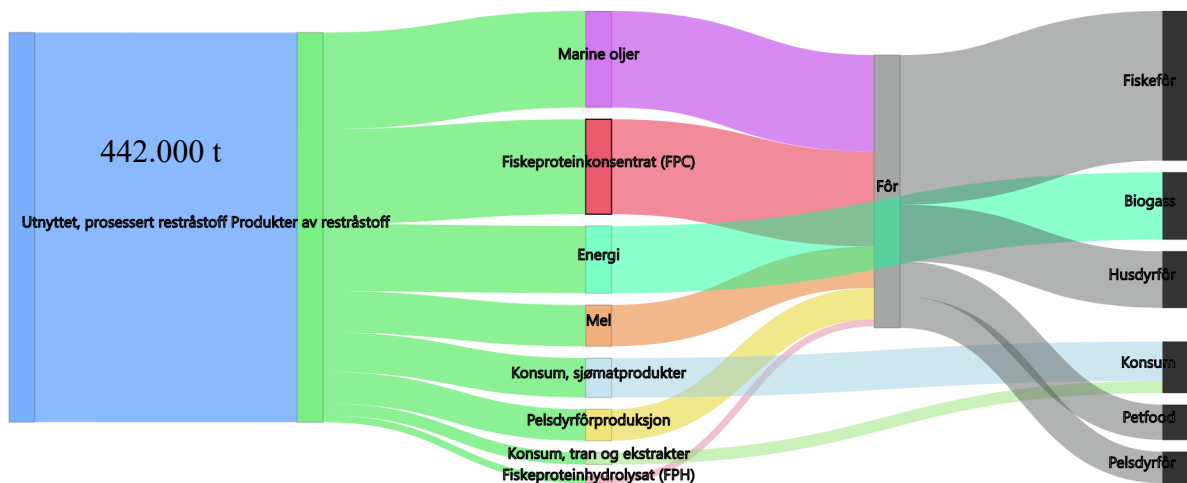 442.000 t
Utnyttet, prosessert restråstoff
Produkter av restråstoff
Marine oljer
Fiskeproteinkonsentrat (FPC)
Energi
Mel
Konsum, sjømatprodukter
Pelsdyrfôrproduksjon
Konsum, tran og ekstrakter
Fiskeproteinhydrolysat (FPH)
Fôr
Fiskefôr
Biogass
Husdyrfôr
Konsum
Petfood
Pelsdyrfôr